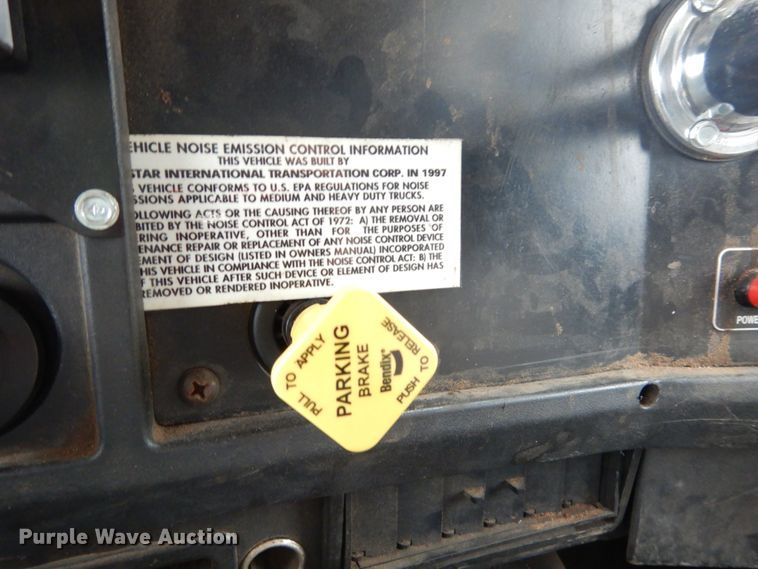 EHICLE NOISE EMISSION CONTROL INFORMATION
THIS VEHICLE WAS BUILT BY
STAR INTERNATIONAL TRANSPORTATION CORP. IN 1997
VEHICLE CONFORMS TO U.S. EPA REGULATIONS FOR NOISE
SSIONS APPLICABLE TO MEDIUM AND HEAVY DUTY TRUCKS.
OLLOWING ACTS OR THE CAUSING THEREOF BY ANY PERSON ARE
BITED BY THE NOISE CONTROL ACT OF 1972: A) THE REMOVAL OR
RING INOPERATIVE, OTHER THAN FOR THE PURPOSES OF
ENANCE REPAIR OR REPLACEMENT OF ANY NOISE CONTROL DEVICE
EMENT OF DESIGN (LISTED IN OWNERS MANUAL) INCORPORATED
HIS VEHICLE IN COMPLIANCE WITH THE NOISE CONTROL ACT: B) THE
F THIS VEHICLE AFTER SUCH DEVICE OR ELEMENT OF DESIGN HAS
REMOVED OR RENDERED INOPERATIVE.
PULL TO APPLY
PARKING
BRAKE
Bendix
PUSH TO RELEASE
POWE
Purple Wave Auction